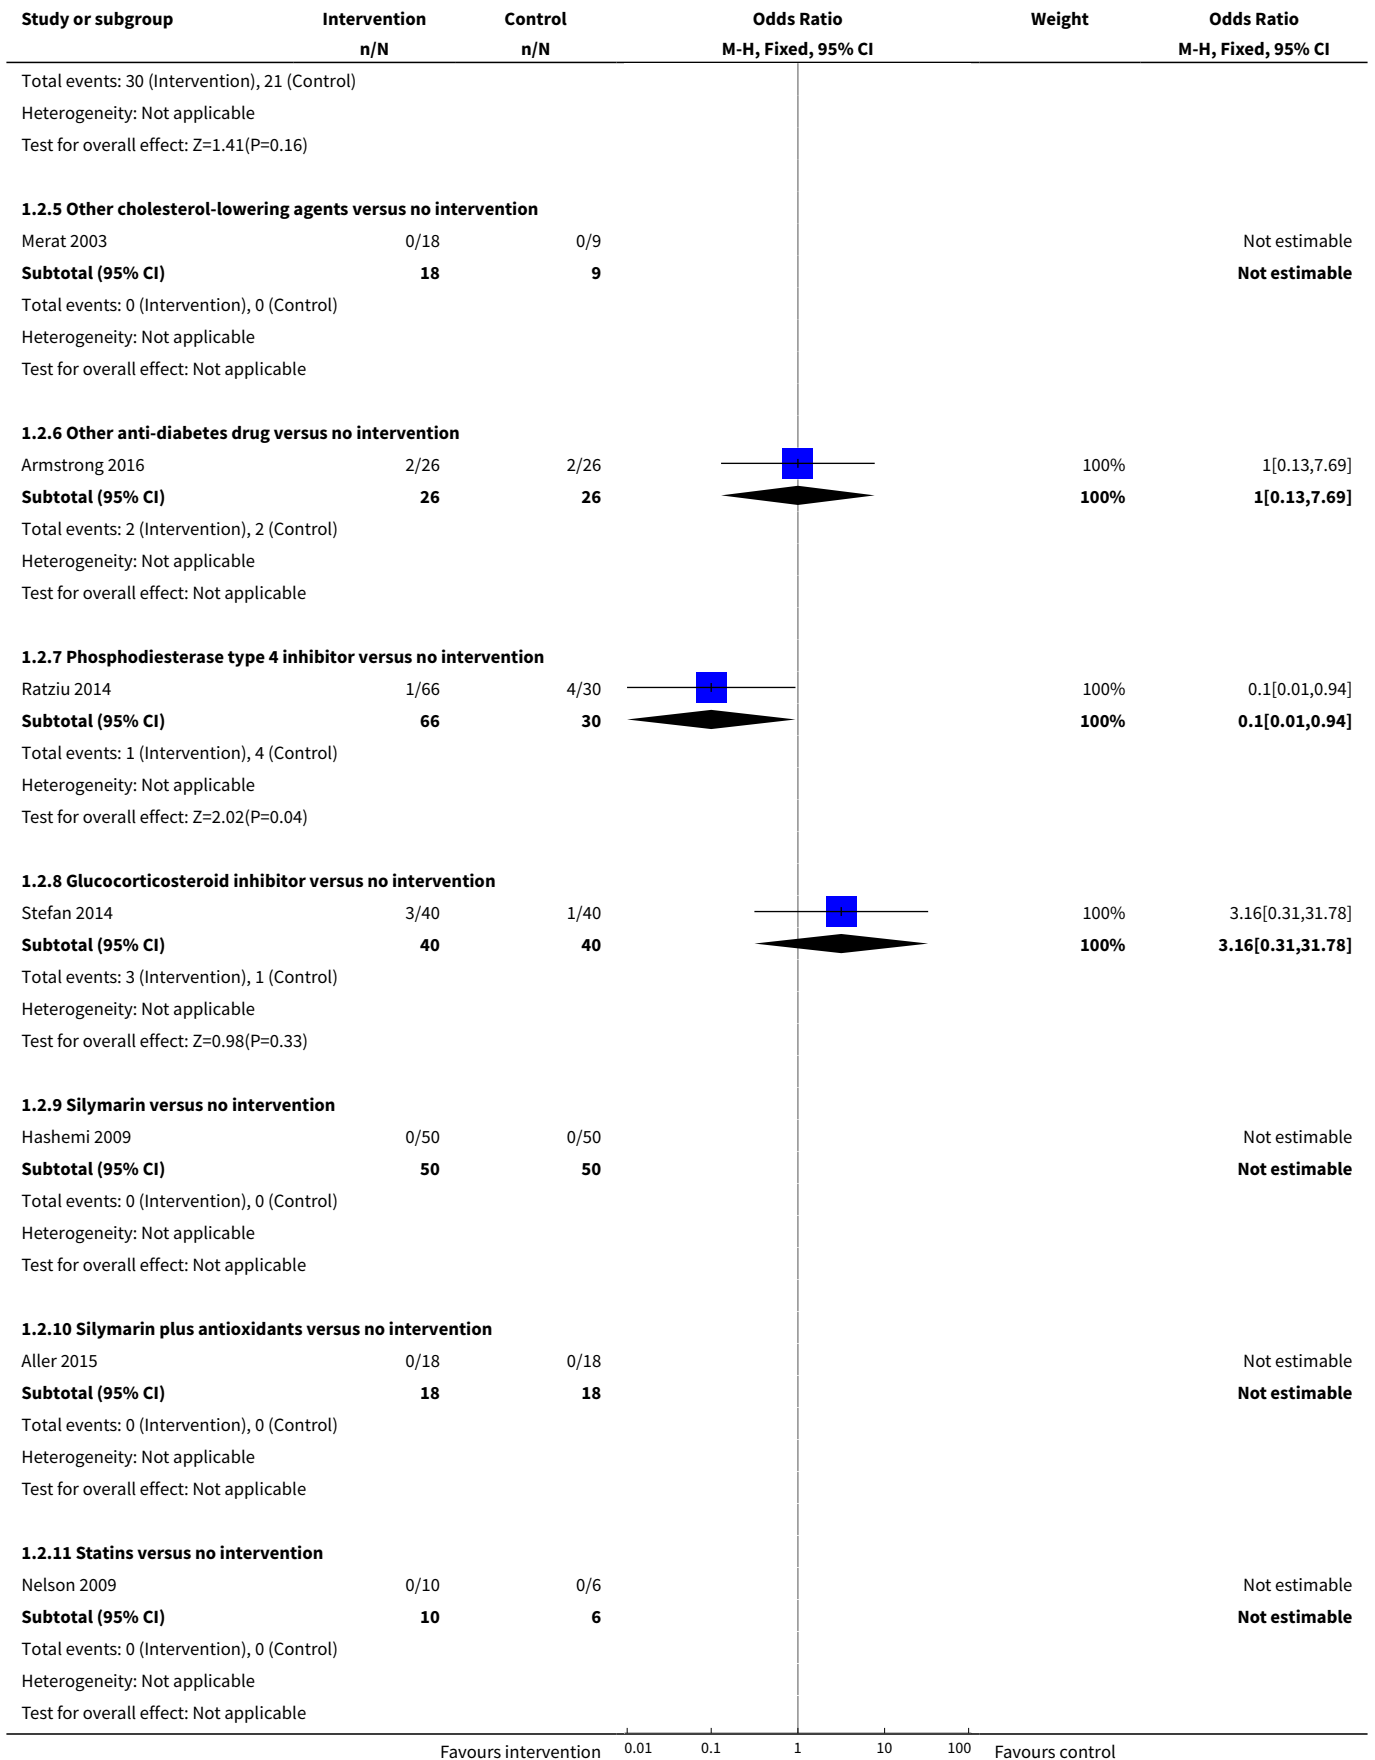 Study or subgroup Intervention Control Odds Ratio Weight Odds Ratio
n/N n/N M-H, Fixed, 95% CI M-H, Fixed, 95% CI
Total events: 30 (Intervention), 21 (Control)
Heterogeneity: Not applicable
Test for overall effect: Z=1.41(P=0.16)
1.2.5 Other cholesterol-lowering agents versus no intervention
Merat 2003 0/18 0/9 Not estimable
Subtotal (95% CI) 18 9 Not estimable
Total events: 0 (Intervention), 0 (Control)
Heterogeneity: Not applicable
Test for overall effect: Not applicable
1.2.6 Other anti-diabetes drug versus no intervention
Armstrong 2016 2/26 2/26 100% 1[0.13,7.69]
Subtotal (95% CI) 26 26 100% 1[0.13,7.69]
Total events: 2 (Intervention), 2 (Control)
Heterogeneity: Not applicable
Test for overall effect: Not applicable
1.2.7 Phosphodiesterase type 4 inhibitor versus no intervention
Ratziu 2014 1/66 4/30 100% 0.1[0.01,0.94]
Subtotal (95% CI) 66 30 100% 0.1[0.01,0.94]
Total events: 1 (Intervention), 4 (Control)
Heterogeneity: Not applicable
Test for overall effect: Z=2.02(P=0.04)
1.2.8 Glucocorticosteroid inhibitor versus no intervention
Stefan 2014 3/40 1/40 100% 3.16[0.31,31.78]
Subtotal (95% CI) 40 40 100% 3.16[0.31,31.78]
Total events: 3 (Intervention), 1 (Control)
Heterogeneity: Not applicable
Test for overall effect: Z=0.98(P=0.33)
1.2.9 Silymarin versus no intervention
Hashemi 2009 0/50 0/50 Not estimable
Subtotal (95% CI) 50 50 Not estimable
Total events: 0 (Intervention), 0 (Control)
Heterogeneity: Not applicable
Test for overall effect: Not applicable
1.2.10 Silymarin plus antioxidants versus no intervention
Aller 2015 0/18 0/18 Not estimable
Subtotal (95% CI) 18 18 Not estimable
Total events: 0 (Intervention), 0 (Control)
Heterogeneity: Not applicable
Test for overall effect: Not applicable
1.2.11 Statins versus no intervention
Nelson 2009 0/10 0/6 Not estimable
Subtotal (95% CI) 10 6 Not estimable
Total events: 0 (Intervention), 0 (Control)
Heterogeneity: Not applicable
Test for overall effect: Not applicable
Favours intervention 0.01 0.1 1 10 100 Favours control